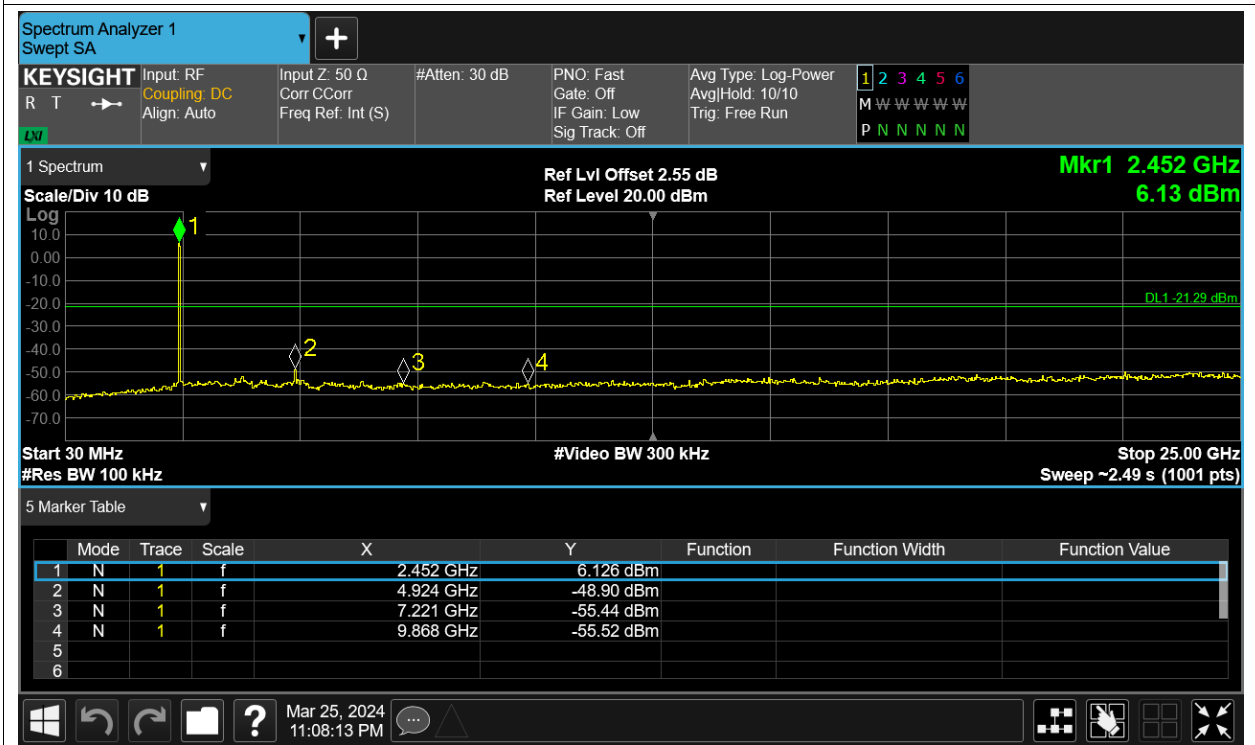 Spectrum Analyzer 1
Swept SA
+
KEYSIGHT
R T
LXI
Input: RF
Coupling: DC
Align: Auto
Input Z: 50 Ω
Corr CCorr
Freq Ref: Int (S)
#Atten: 30 dB
PNO: Fast
Gate: Off
IF Gain: Low
Sig Track: Off
Avg Type: Log-Power
Avg|Hold: 10/10
Trig: Free Run
1 2 3 4 5 6
M W W W W W
P N N N N N
1 Spectrum
Scale/Div 10 dB
Ref Lvl Offset 2.55 dB
Ref Level 20.00 dBm
Mkr1 2.452 GHz
6.13 dBm
Log
10.0
0.00
-10.0
-20.0
-30.0
-40.0
-50.0
-60.0
-70.0
1
2
3
4
DL1 -21.29 dBm
Start 30 MHz
#Video BW 300 kHz
Stop 25.00 GHz
#Res BW 100 kHz
Sweep ~2.49 s (1001 pts)
5 Marker Table
Mode Trace Scale X Y Function Function Width Function Value
1 N 1 f 2.452 GHz 6.126 dBm
2 N 1 f 4.924 GHz -48.90 dBm
3 N 1 f 7.221 GHz -55.44 dBm
4 N 1 f 9.868 GHz -55.52 dBm
5
6
?
Mar 25, 2024
11:08:13 PM